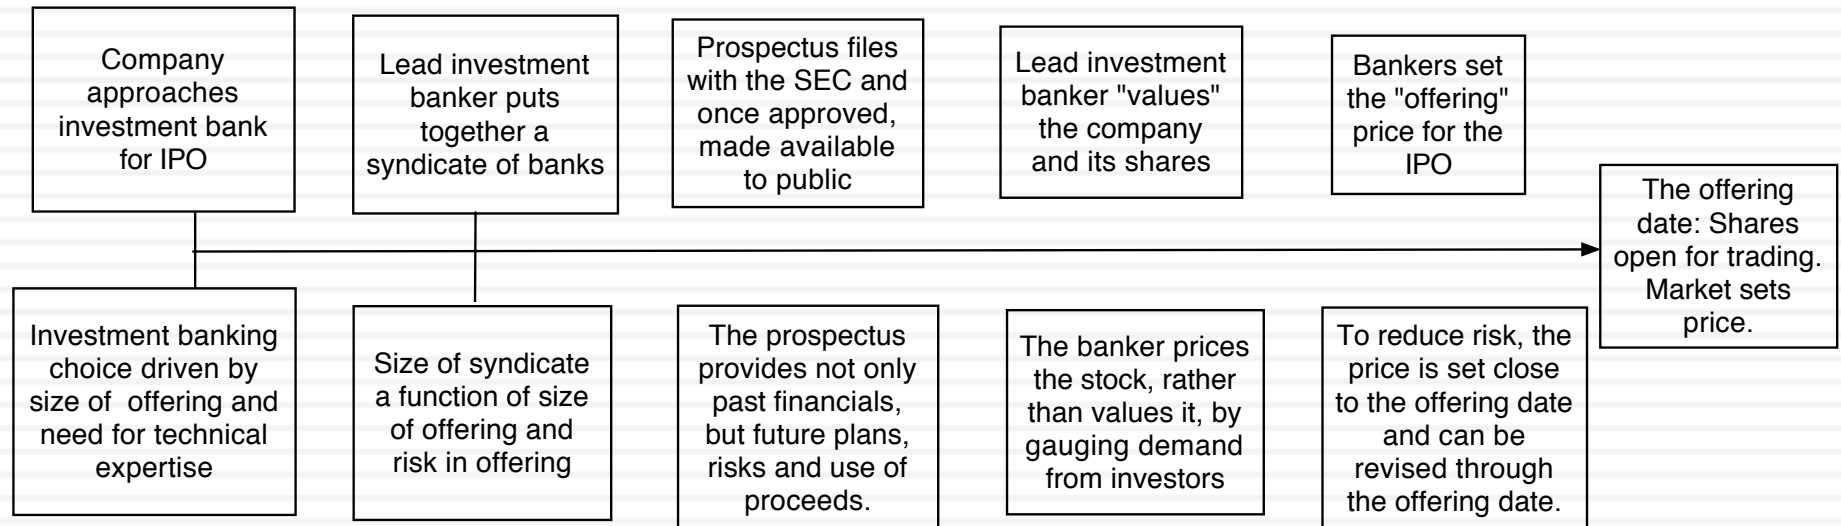 Company
approaches
investment bank
for IPO
Lead investment
banker puts
together a
syndicate of banks
Prospectus files
with the SEC and
once approved,
made available
to public
Lead investment
banker "values"
the company
and its shares
Bankers set
the "offering"
price for the
IPO
The offering
date: Shares
open for trading.
Market sets
price.
Investment banking
choice driven by
size of offering and
need for technical
expertise
Size of syndicate
a function of size
of offering and
risk in offering
The prospectus
provides not only
past financials,
but future plans,
risks and use of
proceeds.
The banker prices
the stock, rather
than values it, by
gauging demand
from investors
To reduce risk, the
price is set close
to the offering date
and can be
revised through
the offering date.